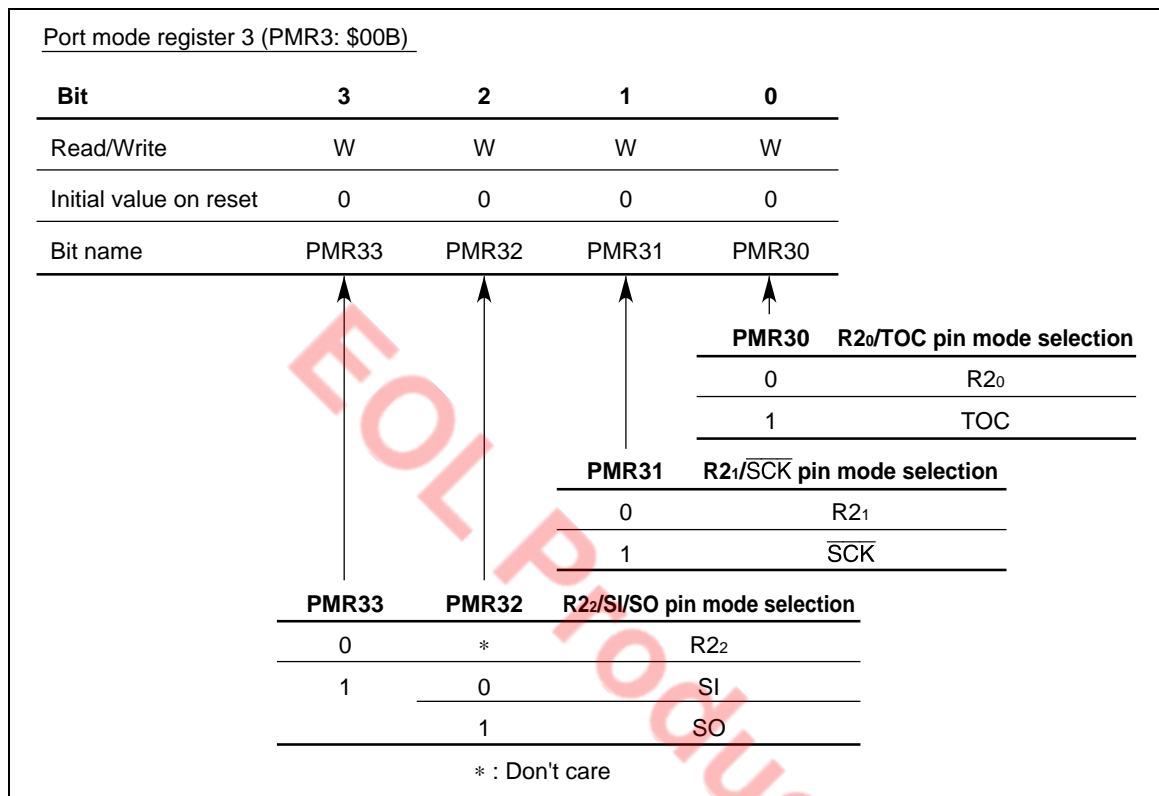 Port mode register 3 (PMR3: $00B)
Bit 3 2 1 0
Read/Write W W W W
Initial value on reset 0 0 0 0
Bit name PMR33 PMR32 PMR31 PMR30
PMR30 R2₀/TOC pin mode selection
0 R2₀
1 TOC
PMR31 R2₁/S̅C̅K̅ pin mode selection
0 R2₁
1 S̅C̅K̅
PMR33 PMR32 R2₂/SI/SO pin mode selection
0 * R2₂
1 0 SI
1 SO
* : Don't care
EOL Produ